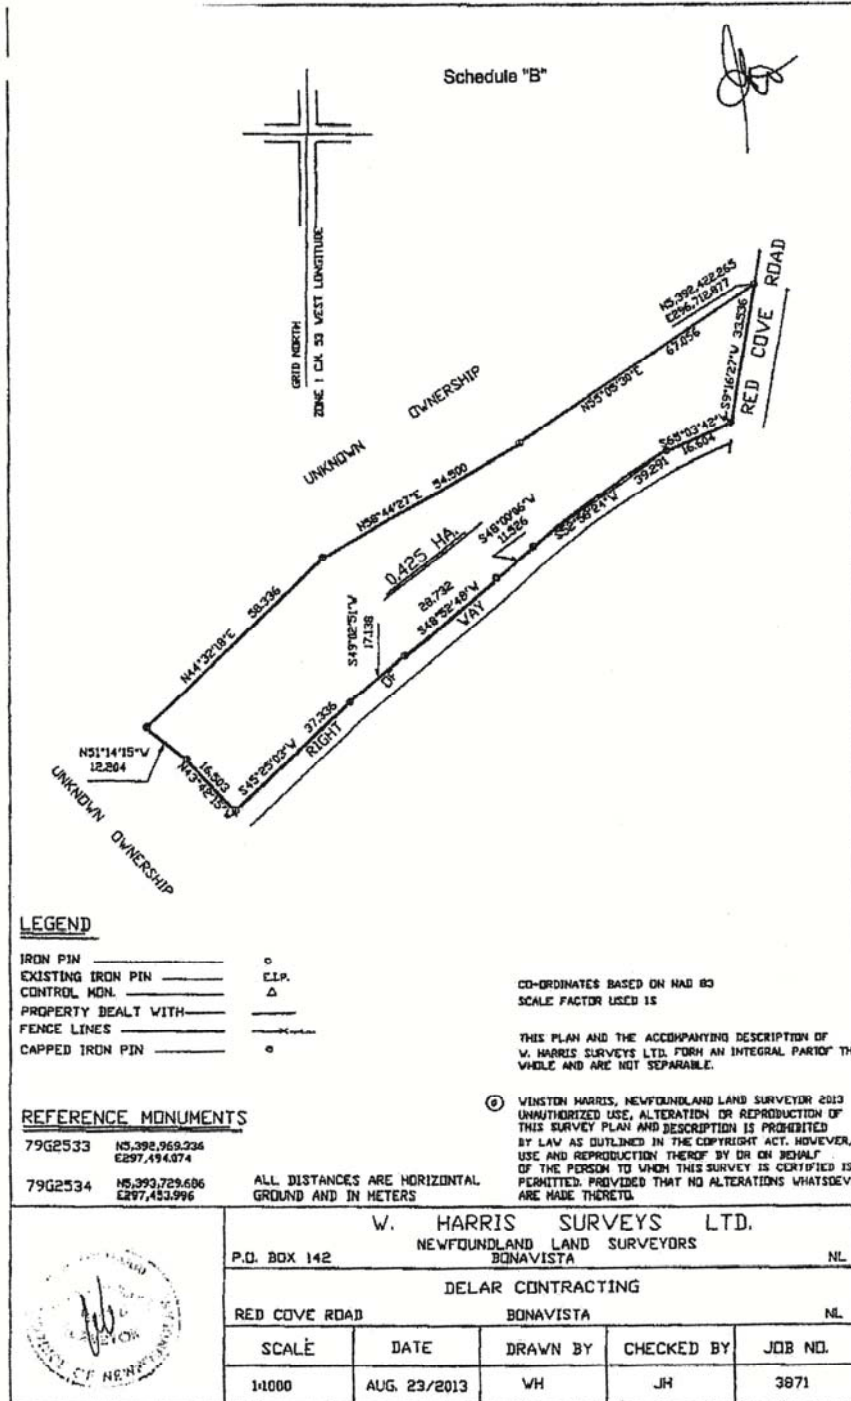 Schedule "B"
GRID NORTH
ZONE 1 C.M. 53 WEST LONGITUDE
N5,392,422.265
E296,712.877
RED COVE ROAD
S9°16'27"W 33.536
N55°05'30"E 67.056
UNKNOWN OWNERSHIP
N58°44'27"E 54.500
S65°03'42"W
16.604
S52°58'24"W 39.291
S48°00'06"W
11.526
0.425 HA.
28.732
S48°52'48"W
S49°02'51"W
17.138
N44°32'18"E 58.336
S45°25'03"W 37.336
RIGHT OF WAY
N51°14'15"W
12.204
16.503
N43°42'15"W
UNKNOWN OWNERSHIP
LEGEND
IRON PIN
EXISTING IRON PIN E.I.P.
CONTROL MON.
PROPERTY DEALT WITH
FENCE LINES
CAPPED IRON PIN
CO-ORDINATES BASED ON NAD 83
SCALE FACTOR USED IS
THIS PLAN AND THE ACCOMPANYING DESCRIPTION OF
W. HARRIS SURVEYS LTD. FORM AN INTEGRAL PART OF TH
WHOLE AND ARE NOT SEPARABLE.
WINSTON HARRIS, NEWFOUNDLAND LAND SURVEYOR 2013
UNAUTHORIZED USE, ALTERATION OR REPRODUCTION OF
THIS SURVEY PLAN AND DESCRIPTION IS PROHIBITED
BY LAW AS OUTLINED IN THE COPYRIGHT ACT. HOWEVER,
USE AND REPRODUCTION THEREOF BY OR ON BEHALF
OF THE PERSON TO WHOM THIS SURVEY IS CERTIFIED IS
PERMITTED, PROVIDED THAT NO ALTERATIONS WHATSOEV
ARE MADE THERETO.
REFERENCE MONUMENTS
79G2533 N5,392,969.336
E297,494.074
79G2534 N5,393,729.686
E297,453.996
ALL DISTANCES ARE HORIZONTAL
GROUND AND IN METERS
W. HARRIS SURVEYS LTD.
NEWFOUNDLAND LAND SURVEYORS
P.O. BOX 142 BONAVISTA NL
DELAR CONTRACTING
RED COVE ROAD BONAVISTA NL
SCALE DATE DRAWN BY CHECKED BY JOB NO.
1:1000 AUG. 23/2013 WH JH 3871